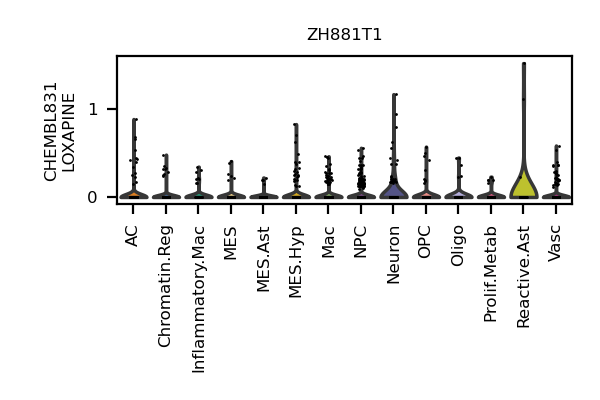 ZH881T1
CHEMBL831
LOXAPINE
1
0
AC
Chromatin.Reg
Inflammatory.Mac
MES
MES.Ast
MES.Hyp
Mac
NPC
Neuron
OPC
Oligo
Prolif.Metab
Reactive.Ast
Vasc